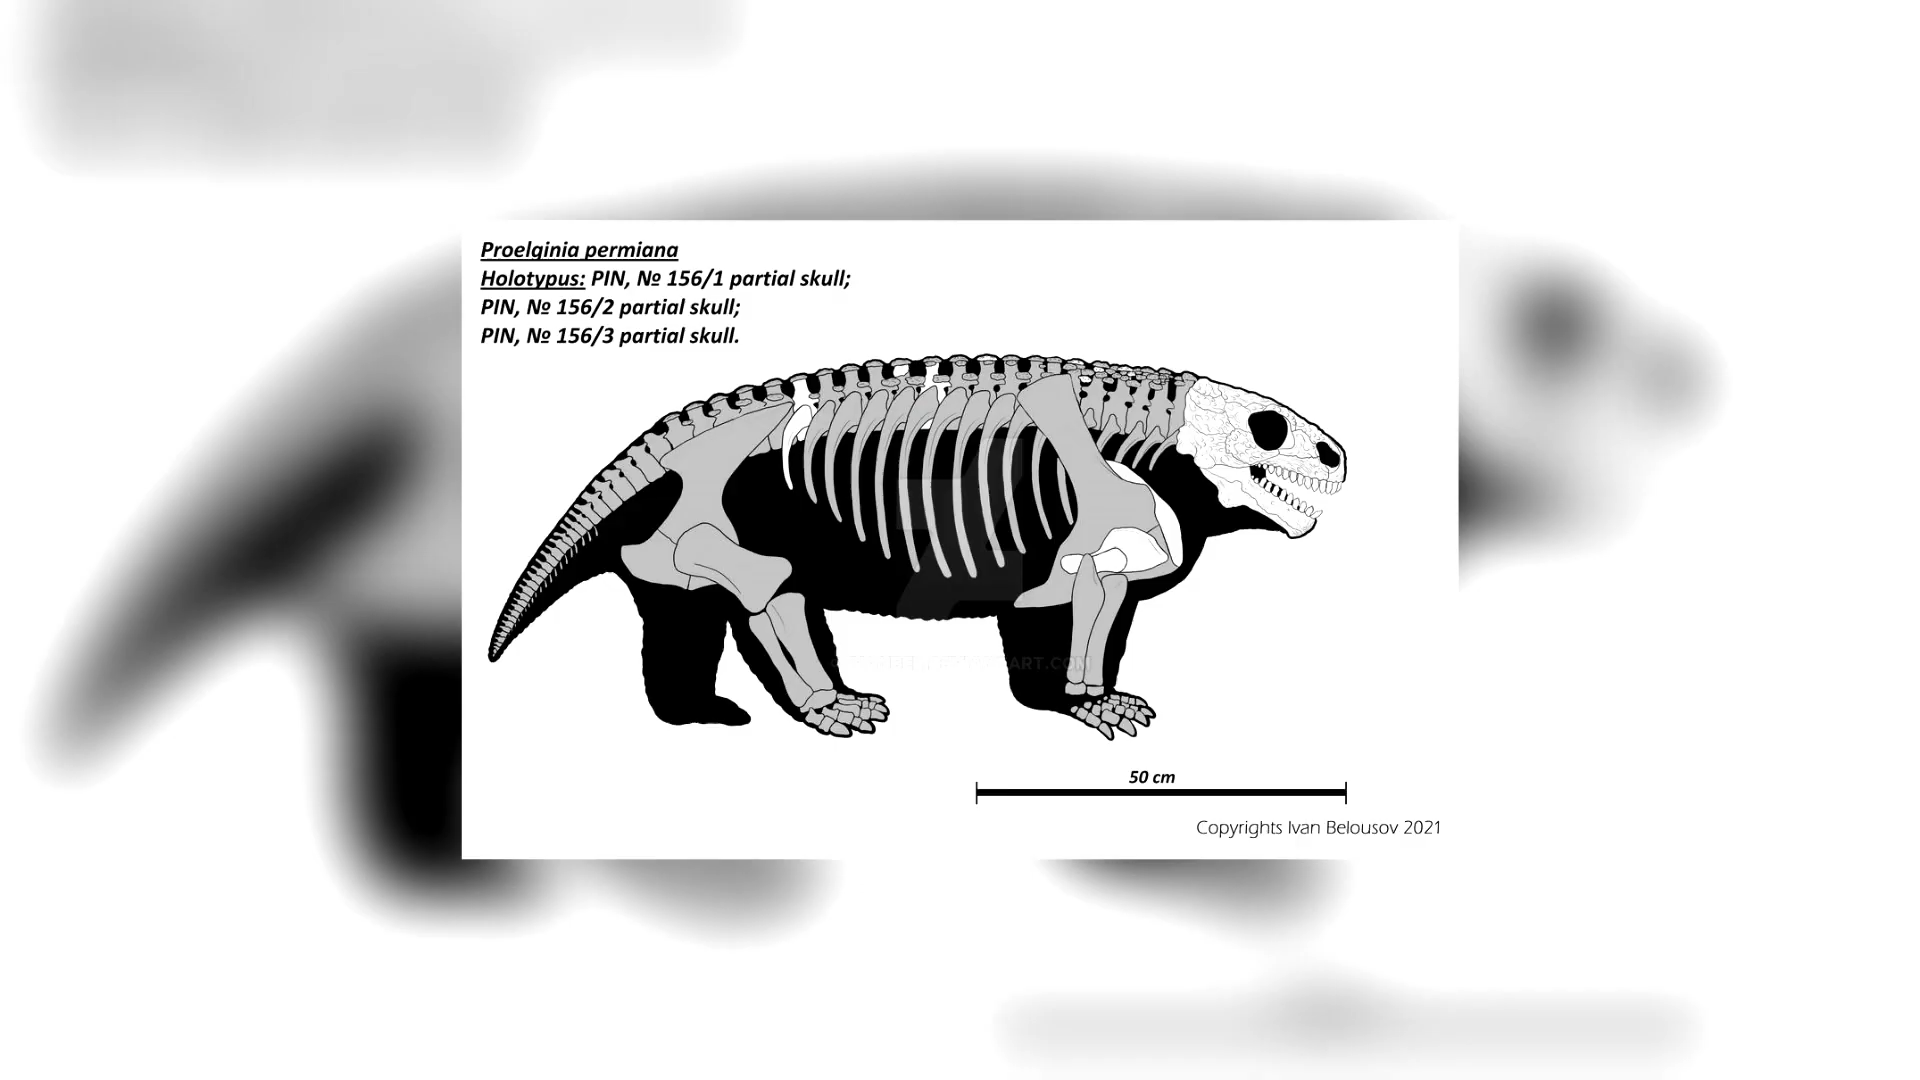 Proelginia permiana
Holotypus: PIN, № 156/1 partial skull;
PIN, № 156/2 partial skull;
PIN, № 156/3 partial skull.
50 cm
Copyrights Ivan Belousov 2021